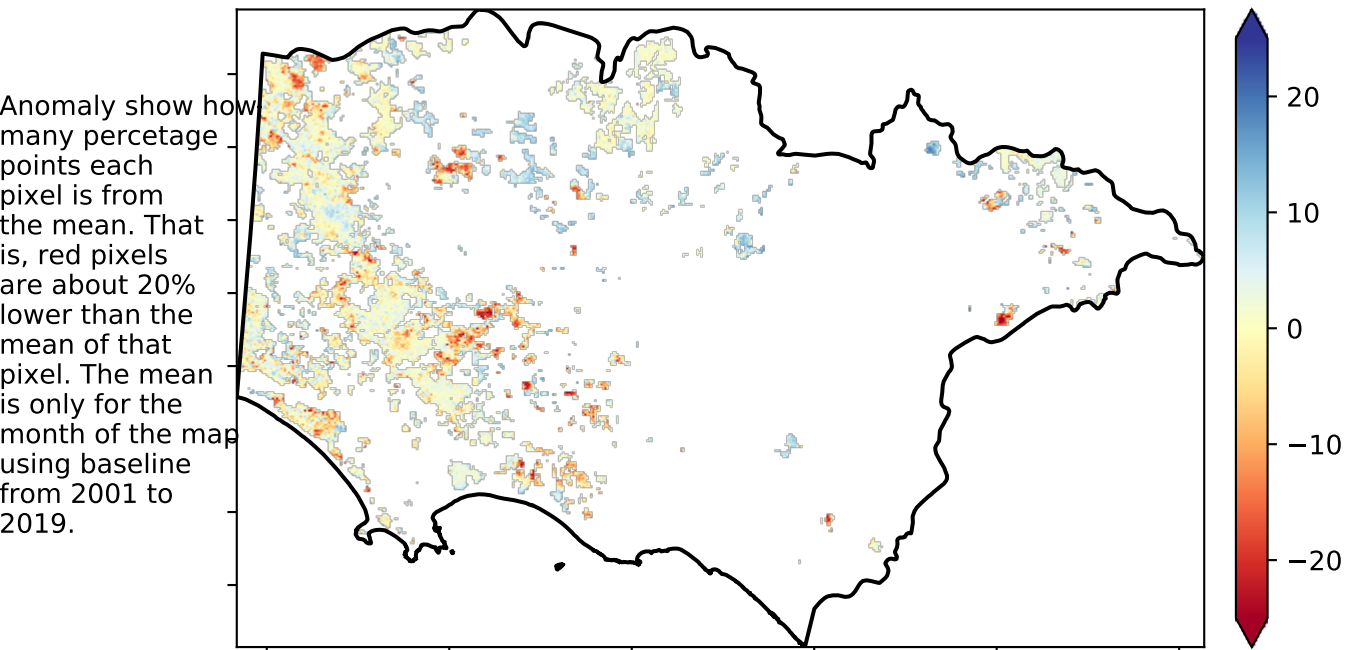 Anomaly show how
many percetage
points each
pixel is from
the mean. That
is, red pixels
are about 20%
lower than the
mean of that
pixel. The mean
is only for the
month of the map
using baseline
from 2001 to
2019.
20
10
0
−10
−20